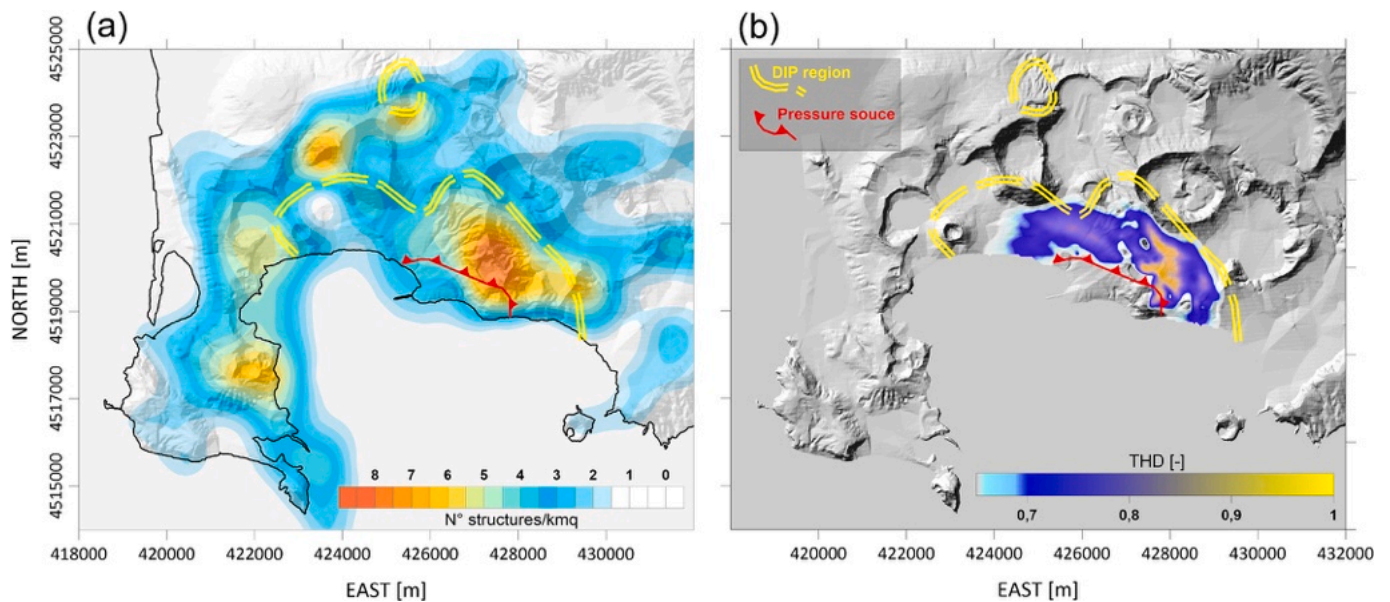 (a)
(b)
NORTH [m]
4525000
4523000
4521000
4519000
4517000
4515000
8 7 6 5 4 3 2 1 0
N° structures/kmq
418000 420000 422000 424000 426000 428000 430000
EAST [m]
DIP region
Pressure souce
THD [-]
0,7 0,8 0,9 1
420000 422000 424000 426000 428000 430000 432000
EAST [m]